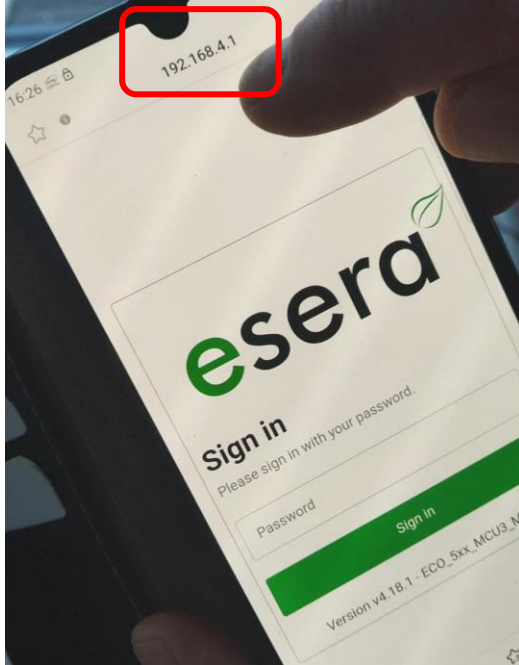 16:26
192.168.4.1
esera
Sign in
Please sign in with your password.
Password
Sign in
Version v4.18.1 - ECO_5xx_MCU3_M